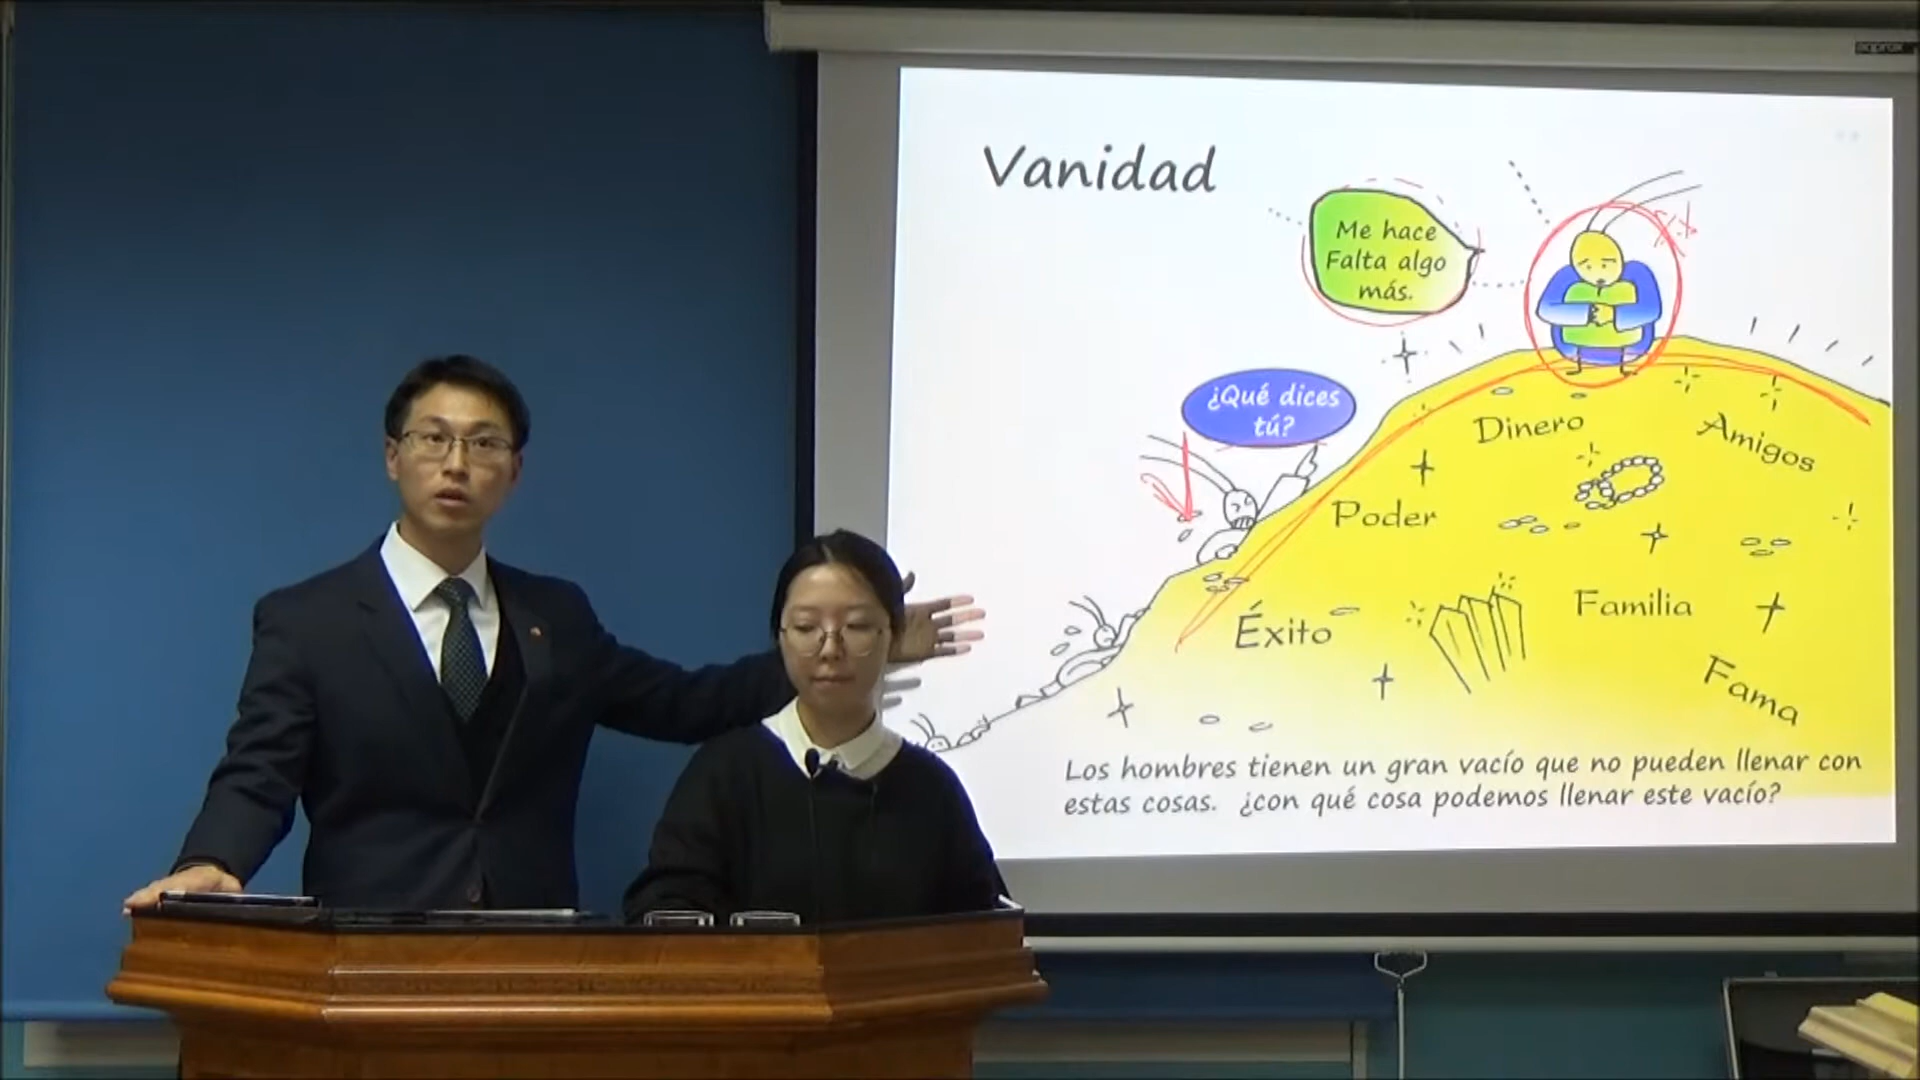 Vanidad
Me hace
Falta algo
más.
¿Qué dices
tú?
Dinero
Amigos
Poder
Éxito
Familia
Fama
Los hombres tienen un gran vacío que no pueden llenar con
estas cosas. ¿con qué cosa podemos llenar este vacío?